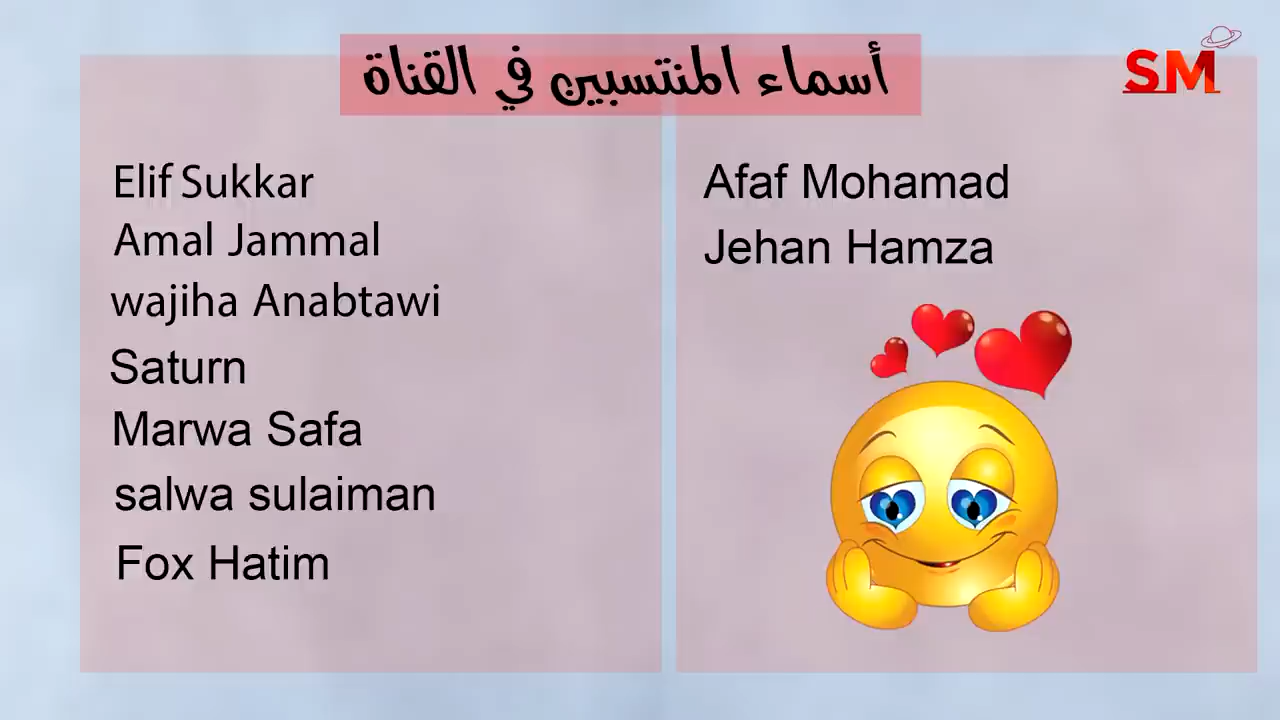 أسماء المنتسبين في القناة
SM
Elif Sukkar
Amal Jammal
wajiha Anabtawi
Saturn
Marwa Safa
salwa sulaiman
Fox Hatim
Afaf Mohamad
Jehan Hamza